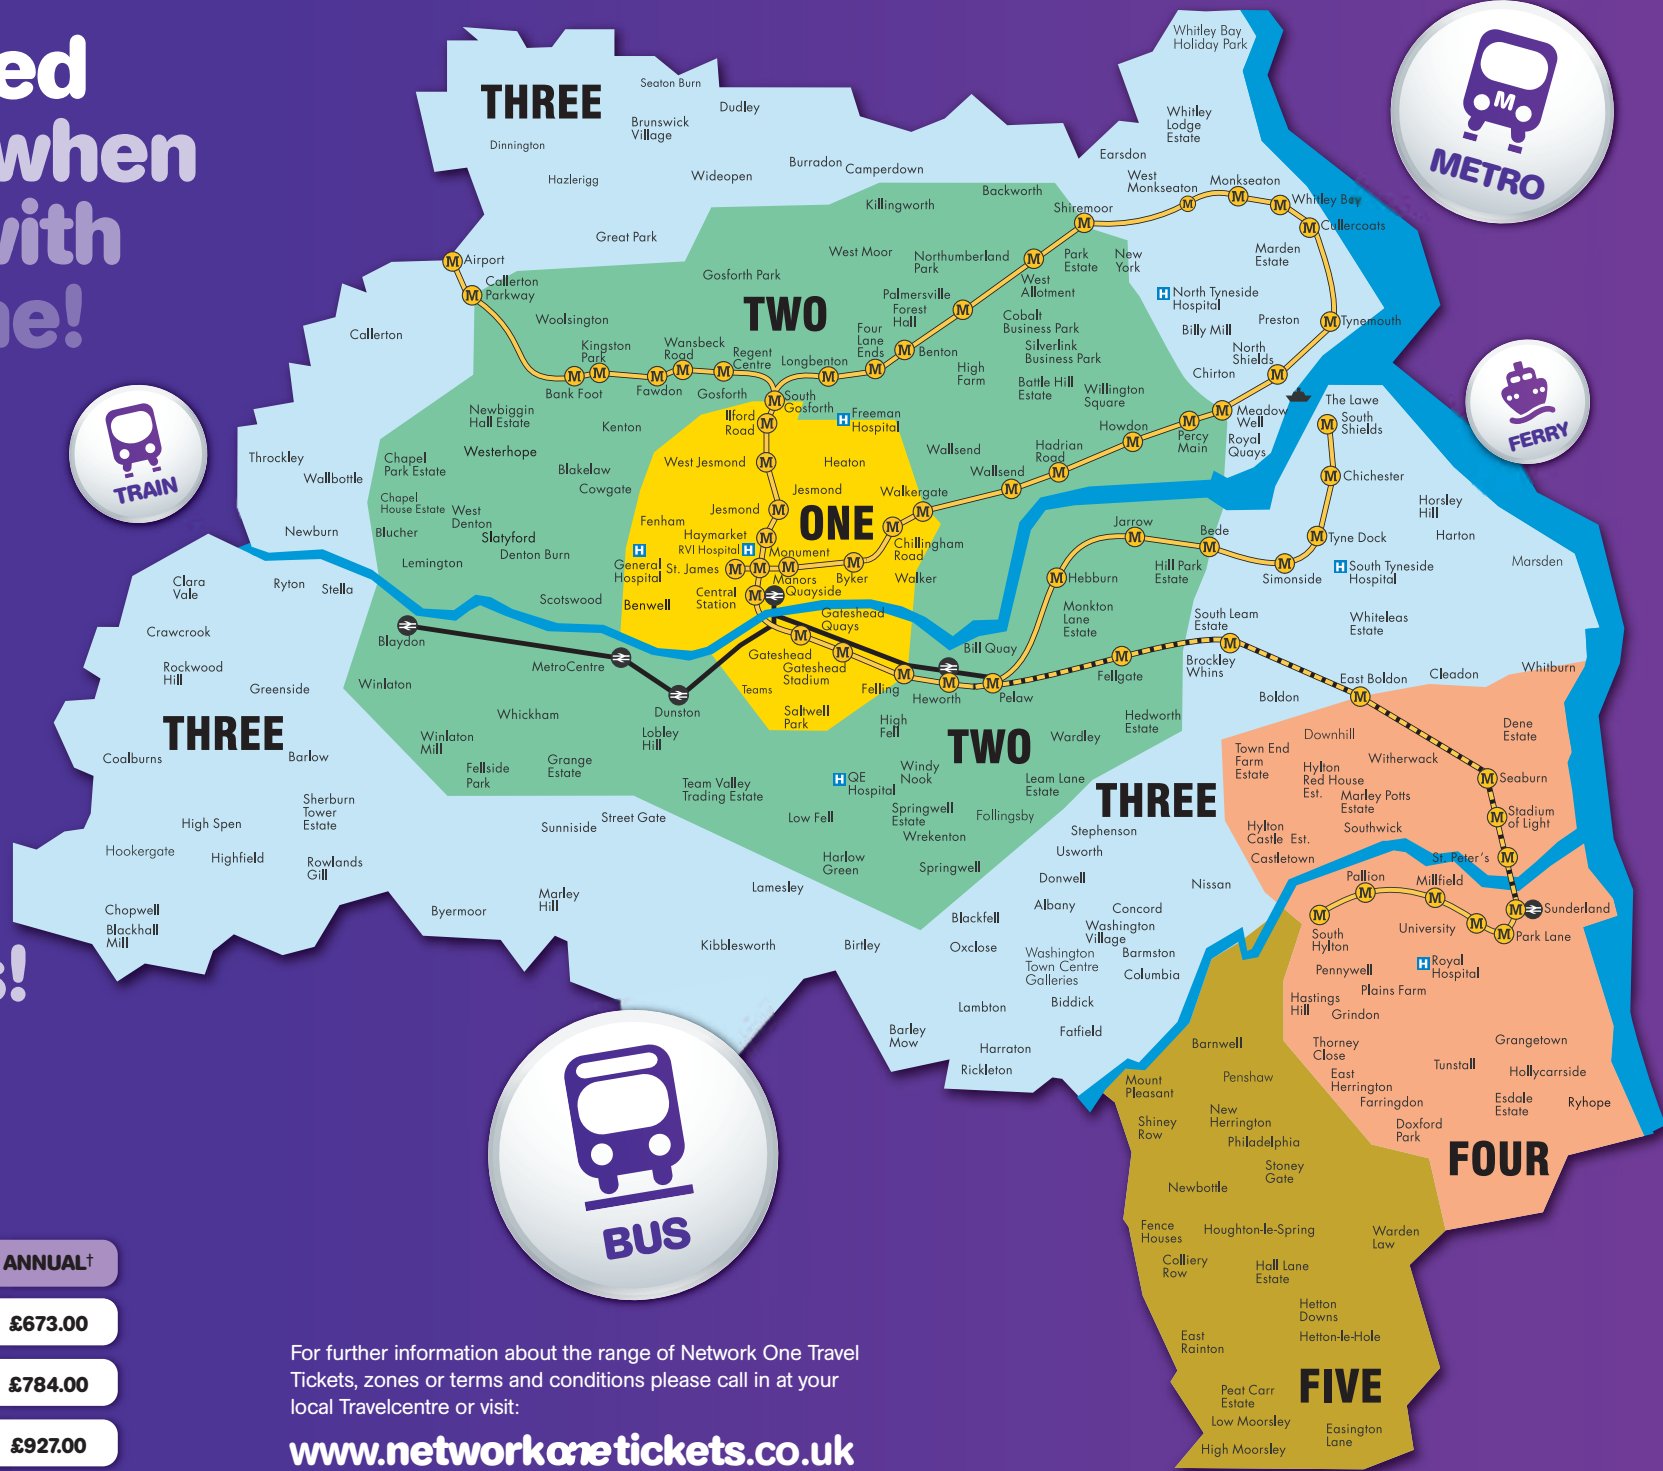 ed
when
with
ne!
s!
THREE
Seaton Burn
Dudley
Brunswick
Village
Dinnington
Hazlerigg
Wideopen
Burradon
Camperdown
Great Park
Whitley Bay
Holiday Park
Whitley
Lodge
Estate
Earsdon
West
Monkseaton
Monkseaton
Whitley Bay
Cullercoats
Marden
Estate
METRO
Backworth
Killingworth
Shiremoor
West Moor
Northumberland
Park
Park
Estate
New
York
West
Allotment
North Tyneside
Hospital
Billy Mill
Preston
Tynemouth
North
Shields
Chirton
Airport
Callerton
Parkway
Callerton
Gosforth Park
TWO
Palmersville
Forest
Hall
Cobalt
Business Park
Silverlink
Business Park
Woolsington
Kingston
Park
Wansbeck
Road
Regent
Centre
Longbenton
Four
Lane
Ends
Benton
High
Farm
Battle Hill
Estate
Willington
Square
Bank Foot
Fawdon
Gosforth
South
Gosforth
TRAIN
FERRY
Newbiggin
Hall Estate
Kenton
Ilford
Road
Freeman
Hospital
Howdon
Percy
Main
Meadow
Well
Royal
Quays
The Lawe
South
Shields
Throckley
Wallbottle
Chapel
Park Estate
Westerhope
Blakelaw
Cowgate
West Jesmond
Heaton
Wallsend
Wallsend
Hadrian
Road
Chichester
Horsley
Hill
Harton
Chapel
House Estate
West
Denton
Newburn
Blucher
Slatyford
Denton Burn
Lemington
Jesmond
Jesmond
ONE
Walkergate
Fenham
Haymarket
RVI Hospital
Monument
Chillingham
Road
General
Hospital
St. James
Manors
Byker
Walker
Quayside
Central
Station
Benwell
Scotswood
Gateshead
Quays
Jarrow
Bede
Hebburn
Hill Park
Estate
Simonside
Tyne Dock
South Tyneside
Hospital
Marsden
Monkton
Lane
Estate
South Leam
Estate
Whiteleas
Estate
Clara
Vale
Ryton
Stella
Crawcrook
Rockwood
Hill
Greenside
Blaydon
MetroCentre
Winlaton
Dunston
Gateshead
Gateshead
Stadium
Teams
Saltwell
Park
Felling
Heworth
Bill Quay
Pelaw
Fellgate
Brockley
Whins
Boldon
East Boldon
Cleadon
Whitburn
THREE
Coalburns
Barlow
Whickham
Winlaton
Mill
Fellside
Park
Grange
Estate
Lobley
Hill
High
Fell
TWO
Wardley
Hedworth
Estate
Windy
Nook
QE
Hospital
Team Valley
Trading Estate
Leam Lane
Estate
THREE
Sherburn
Tower
Estate
High Spen
Hookergate
Highfield
Rowlands
Gill
Sunniside
Street Gate
Low Fell
Springwell
Estate
Wrekenton
Follingsby
Harlow
Green
Springwell
Stephenson
Usworth
Donwell
Albany
Nissan
Chopwell
Blackhall
Mill
Byermoor
Marley
Hill
Lamesley
Kibblesworth
Birtley
Blackfell
Oxclose
Concord
Washington
Village
Barmston
Washington
Town Centre
Galleries
Columbia
Biddick
Lambton
Fatfield
Barley
Mow
Harraton
Rickleton
Downhill
Dene
Estate
Town End
Farm
Estate
Witherwack
Hylton
Red House
Est.
Marley Potts
Estate
Seaburn
Stadium
of Light
Hylton
Castle Est.
Southwick
Castletown
St. Peter's
Pallion
Millfield
Sunderland
South
Hylton
University
Park Lane
Pennywell
Royal
Hospital
Plains Farm
Hastings
Hill
Grindon
Thorney
Close
Grangetown
Tunstall
Hollycarrside
East
Herrington
Farringdon
Esdale
Estate
Ryhope
Doxford
Park
FOUR
Barnwell
Mount
Pleasant
Penshaw
Shiney
Row
New
Herrington
Philadelphia
Stoney
Gate
Newbottle
Fence
Houses
Houghton-le-Spring
Warden
Law
Colliery
Row
Hall Lane
Estate
Hetton
Downs
Hetton-le-Hole
East
Rainton
FIVE
Peat Carr
Estate
Low Moorsley
Easington
Lane
High Moorsley
BUS
ANNUAL†
£673.00
£784.00
£927.00
For further information about the range of Network One Travel
Tickets, zones or terms and conditions please call in at your
local Travelcentre or visit:
www.networkonetickets.co.uk